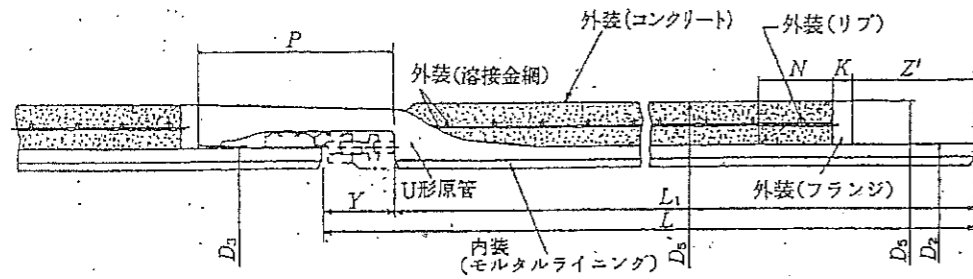 外装(コンクリート)
外装(リブ)
P
外装(溶接金網)
N
K
Z'
U形原管
外装(フランジ)
Y
L₁
L
内装
(モルタルライニング)
D₃
D₅
D₅
D₂